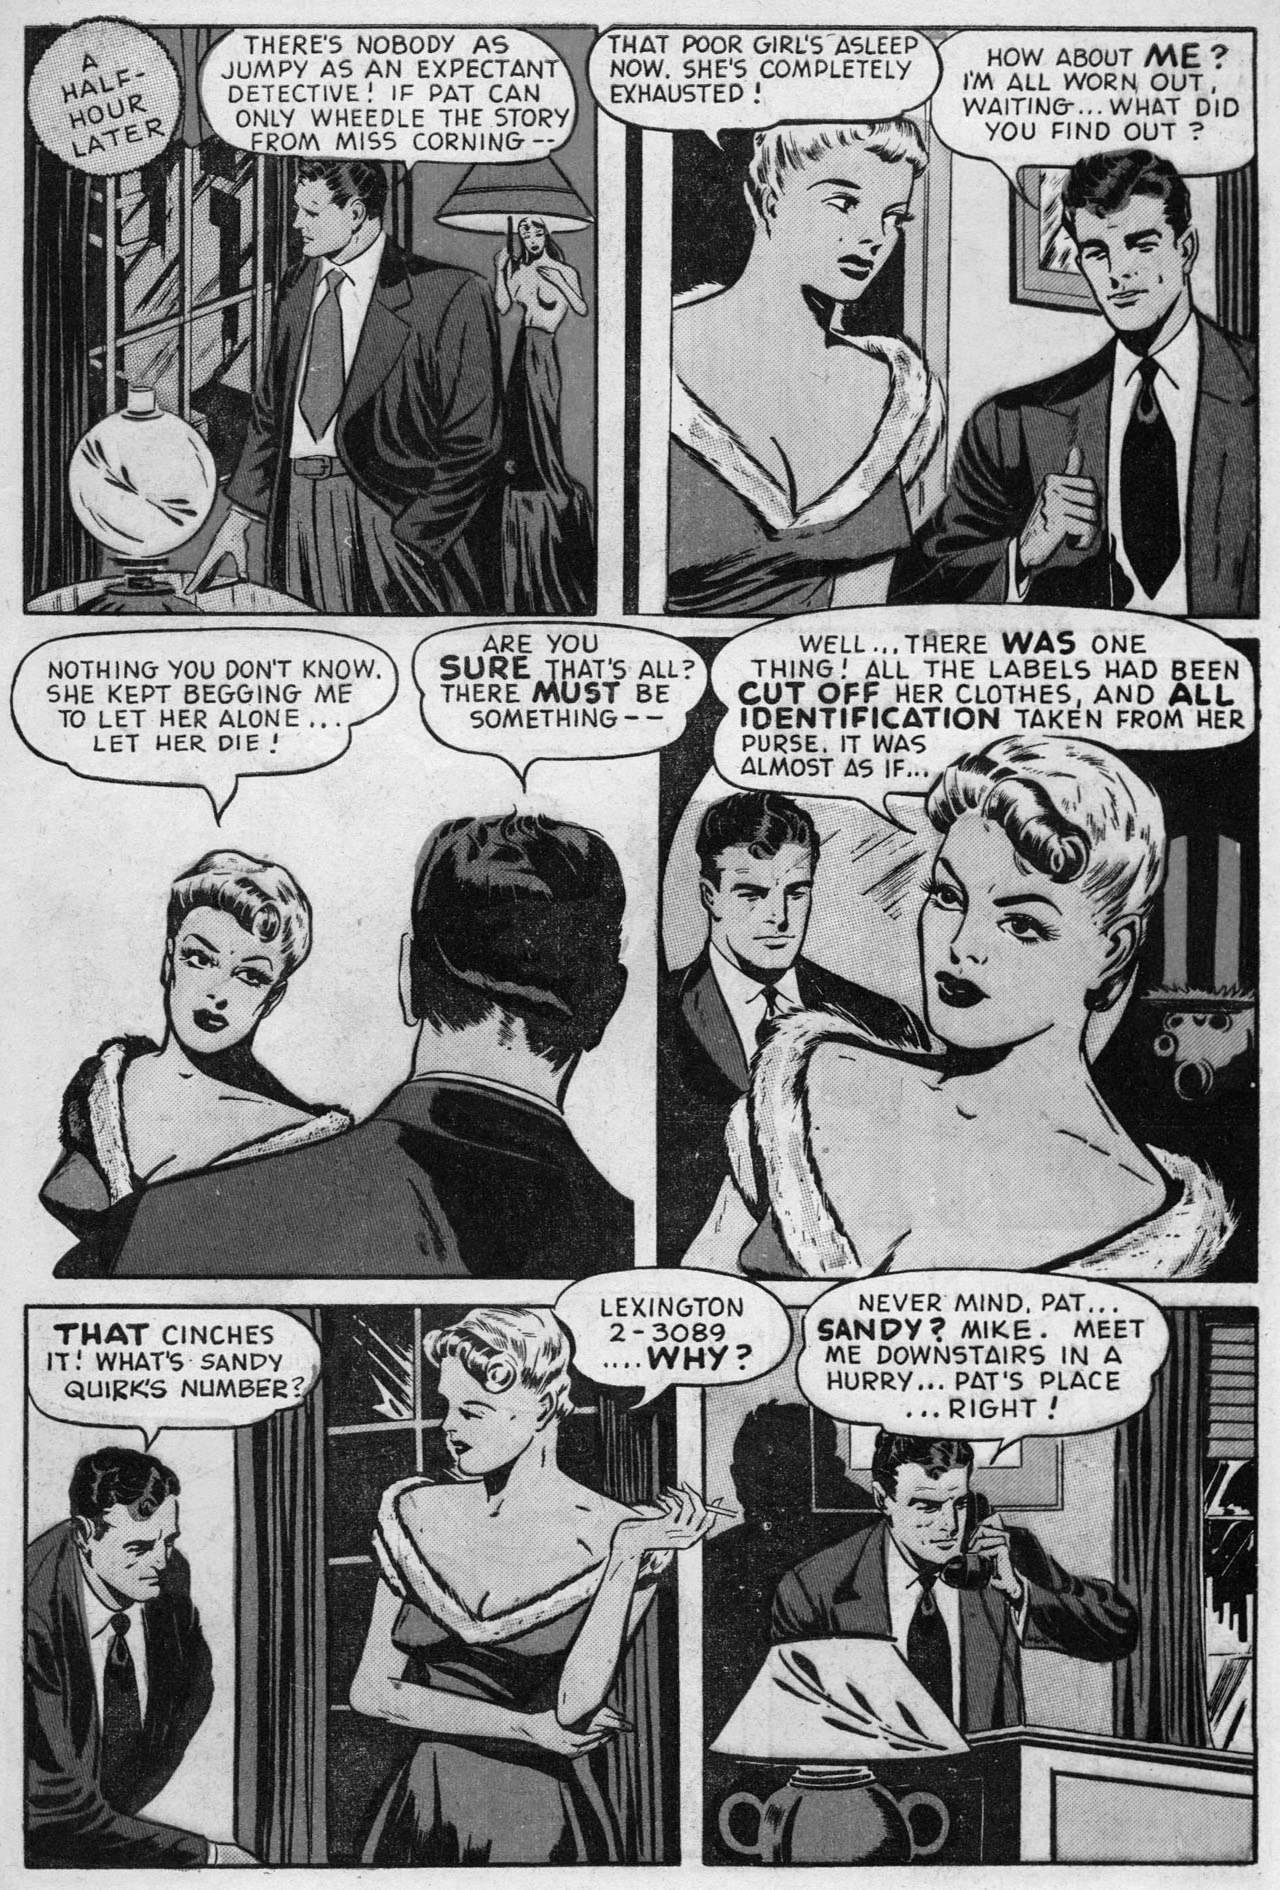 A
HALF-
HOUR
LATER
THERE'S NOBODY AS
JUMPY AS AN EXPECTANT
DETECTIVE! IF PAT CAN
ONLY WHEEDLE THE STORY
FROM MISS CORNING--
THAT POOR GIRL'S ASLEEP
NOW. SHE'S COMPLETELY
EXHAUSTED!
HOW ABOUT ME?
I'M ALL WORN OUT,
WAITING...WHAT DID
YOU FIND OUT?
NOTHING YOU DON'T KNOW.
SHE KEPT BEGGING ME
TO LET HER ALONE...
LET HER DIE!
ARE YOU
SURE THAT'S ALL?
THERE MUST BE
SOMETHING--
WELL...THERE WAS ONE
THING! ALL THE LABELS HAD BEEN
CUT OFF HER CLOTHES, AND ALL
IDENTIFICATION TAKEN FROM HER
PURSE. IT WAS
ALMOST AS IF...
THAT CINCHES
IT! WHAT'S SANDY
QUIRK'S NUMBER?
LEXINGTON
2-3089
....WHY?
NEVER MIND, PAT...
SANDY? MIKE. MEET
ME DOWNSTAIRS IN A
HURRY...PAT'S PLACE
...RIGHT!